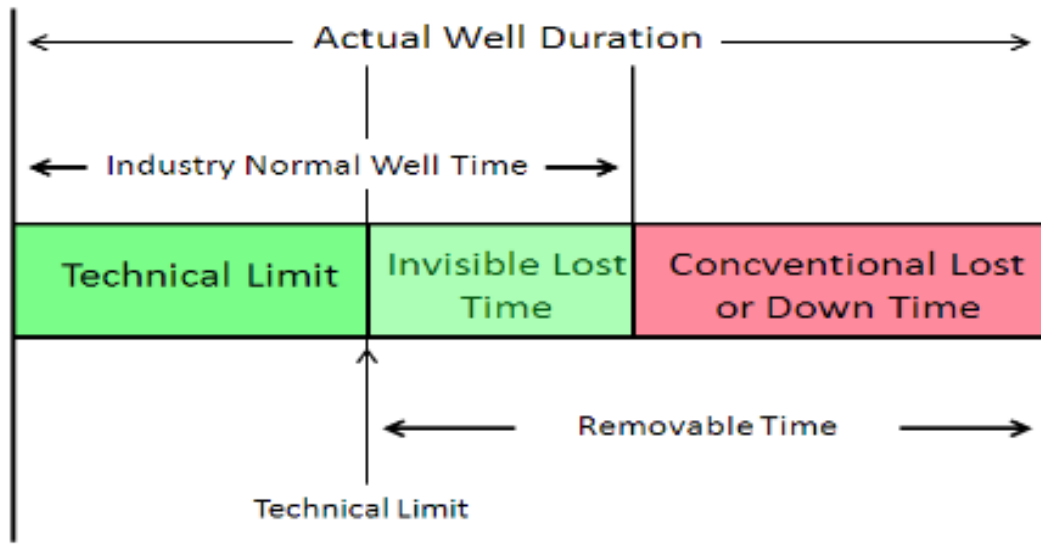 Actual Well Duration
Industry Normal Well Time
Technical Limit
Invisible Lost
Time
Concventional Lost
or Down Time
Removable Time
Technical Limit